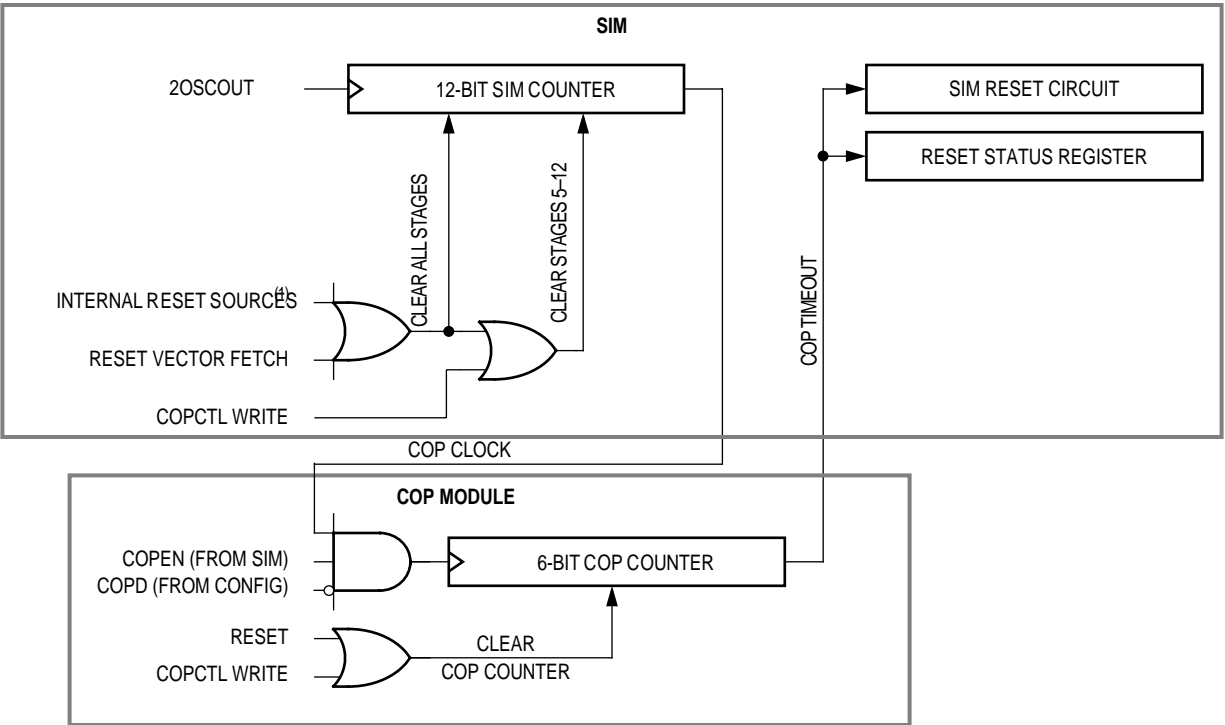 SIM
2OSCOUT
12-BIT SIM COUNTER
SIM RESET CIRCUIT
RESET STATUS REGISTER
CLEAR ALL STAGES
CLEAR STAGES 5–12
COP TIMEOUT
INTERNAL RESET SOURCES(1)
RESET VECTOR FETCH
COPCTL WRITE
COP CLOCK
COP MODULE
COPEN (FROM SIM)
COPD (FROM CONFIG)
6-BIT COP COUNTER
RESET
COPCTL WRITE
CLEAR
COP COUNTER